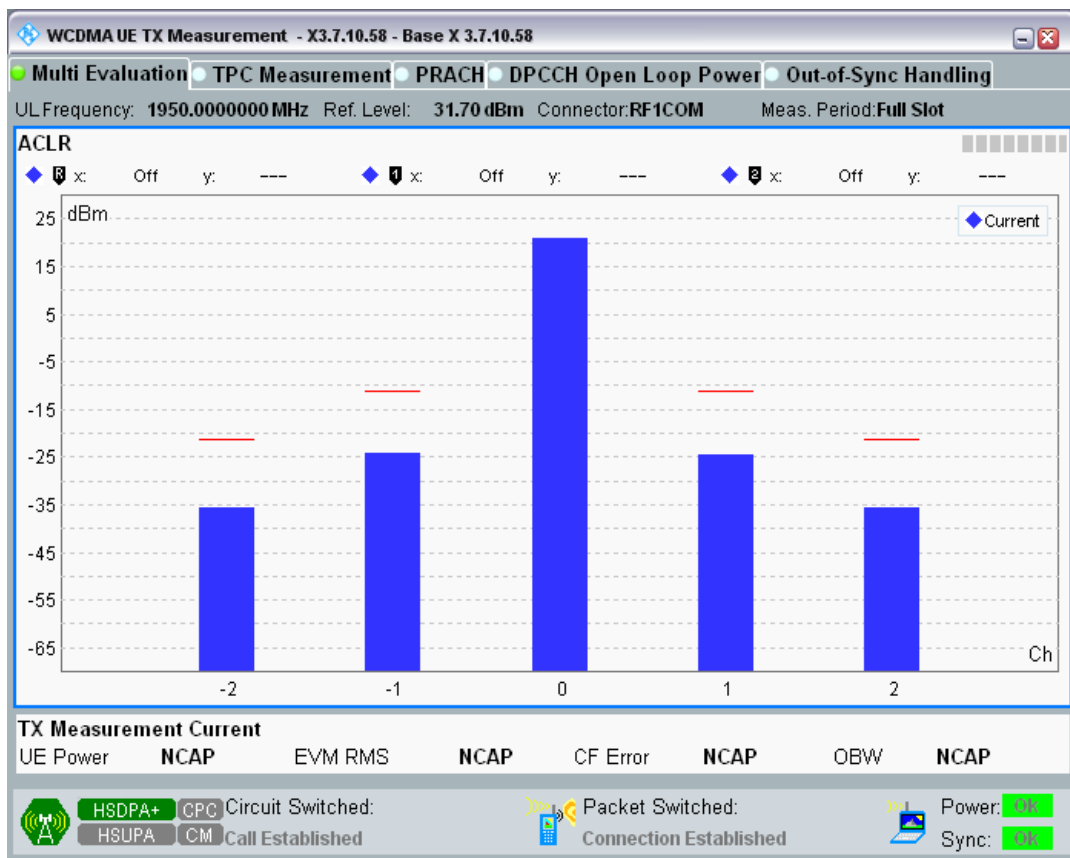 WCDMA UE TX Measurement - X3.7.10.58 - Base X 3.7.10.58
Multi Evaluation TPC Measurement PRACH DPCCH Open Loop Power Out-of-Sync Handling
UL Frequency: 1950.0000000 MHz Ref. Level: 31.70 dBm Connector:RF1COM Meas. Period:Full Slot
ACLR
R x: Off y: --- 1 x: Off y: --- 2 x: Off y: ---
25 dBm Current
15
5
-5
-15
-25
-35
-45
-55
-65 Ch
-2 -1 0 1 2
TX Measurement Current
UE Power NCAP EVM RMS NCAP CF Error NCAP OBW NCAP
HSDPA+ CPC Circuit Switched: Packet Switched: Power: Ok
HSUPA CM Call Established Connection Established Sync: Ok